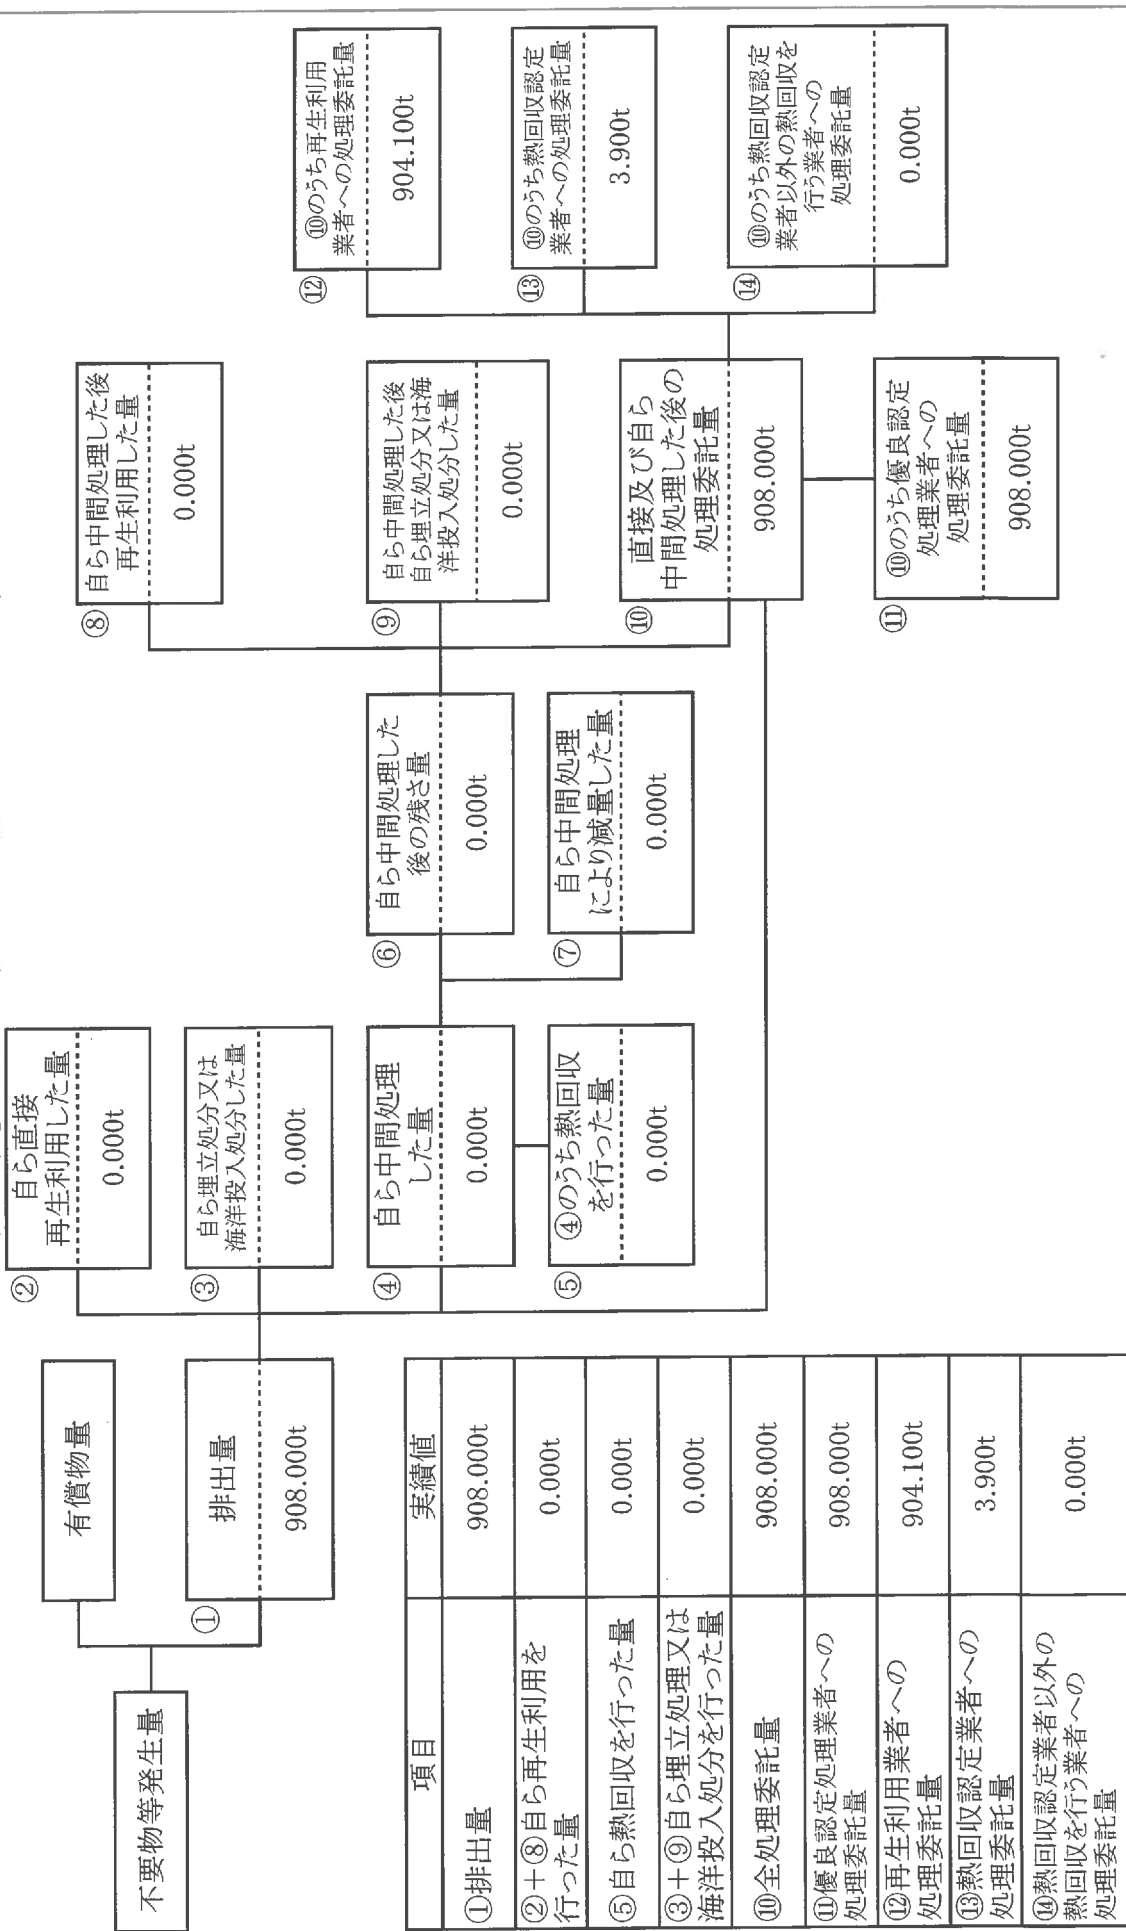 不要物等発生量
有償物量
①
排出量
908.000t
②
自ら直接
再生利用した量
0.000t
③
自ら埋立処分又は
海洋投入処分した量
0.000t
④
自ら中間処理
した量
0.000t
⑤
④のうち熱回収
を行った量
0.000t
⑥
自ら中間処理した
後の残さ量
0.000t
⑦
自ら中間処理
により減量した量
0.000t
⑧
自ら中間処理した後
再生利用した量
0.000t
⑨
自ら中間処理した後
自ら埋立処分又は海
洋投入処分した量
0.000t
⑩
直接及び自ら
中間処理した後の
処理委託量
908.000t
⑪
⑩のうち優良認定
処理業者への
処理委託量
908.000t
⑫
⑩のうち再生利用
業者への処理委託量
904.100t
⑬
⑩のうち熱回収認定
業者への処理委託量
3.900t
⑭
⑩のうち熱回収認定
業者以外の熱回収を
行う業者への
処理委託量
0.000t
項目 実績値
①排出量 908.000t
②＋⑧自ら再生利用を
行った量 0.000t
⑤自ら熱回収を行った量 0.000t
③＋⑨自ら埋立処理又は
海洋投入処分を行った量 0.000t
⑩全処理委託量 908.000t
⑪優良認定処理業者への
処理委託量 908.000t
⑫再生利用業者への
処理委託量 904.100t
⑬熱回収認定業者への
処理委託量 3.900t
⑭熱回収認定業者以外の
熱回収を行う業者への
処理委託量 0.000t